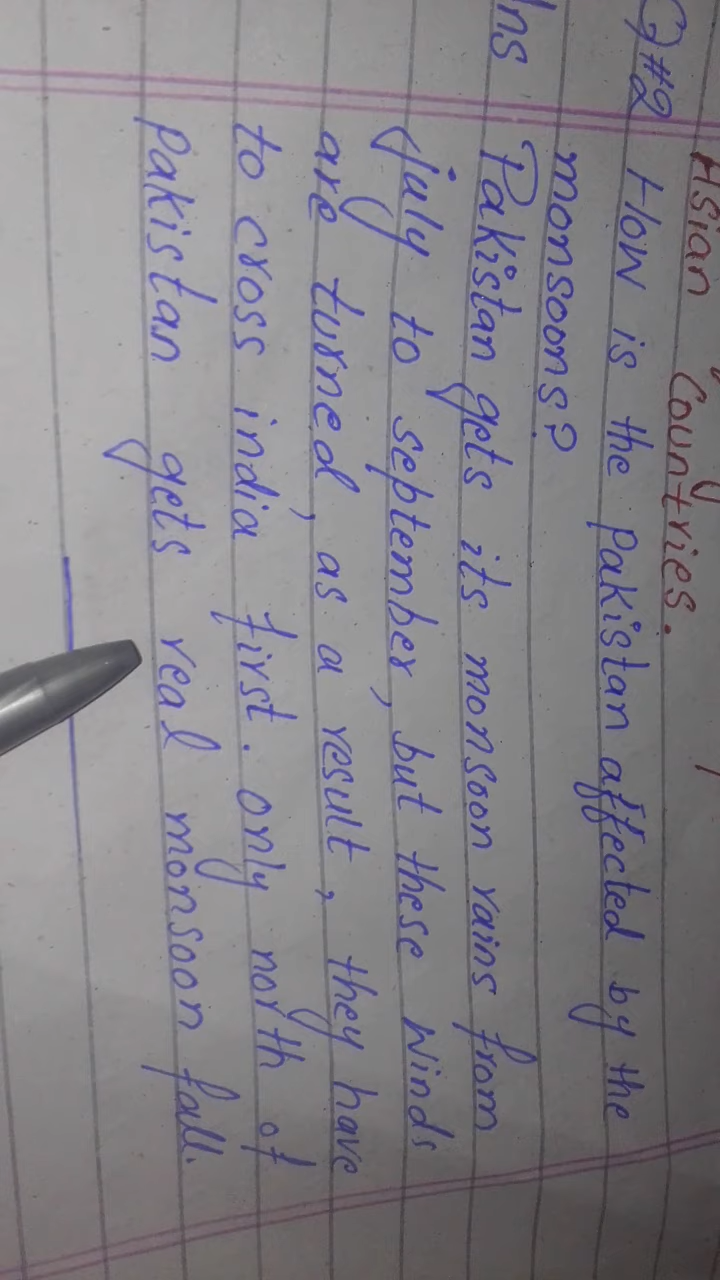 Asian Countries.
Q#2 How is the pakistan affected by the
monsoons?
Ans Pakistan gets its monsoon rains from
july to september, but these winds
are turned, as a result, they have
to cross india first. only north of
pakistan gets real monsoon fall.